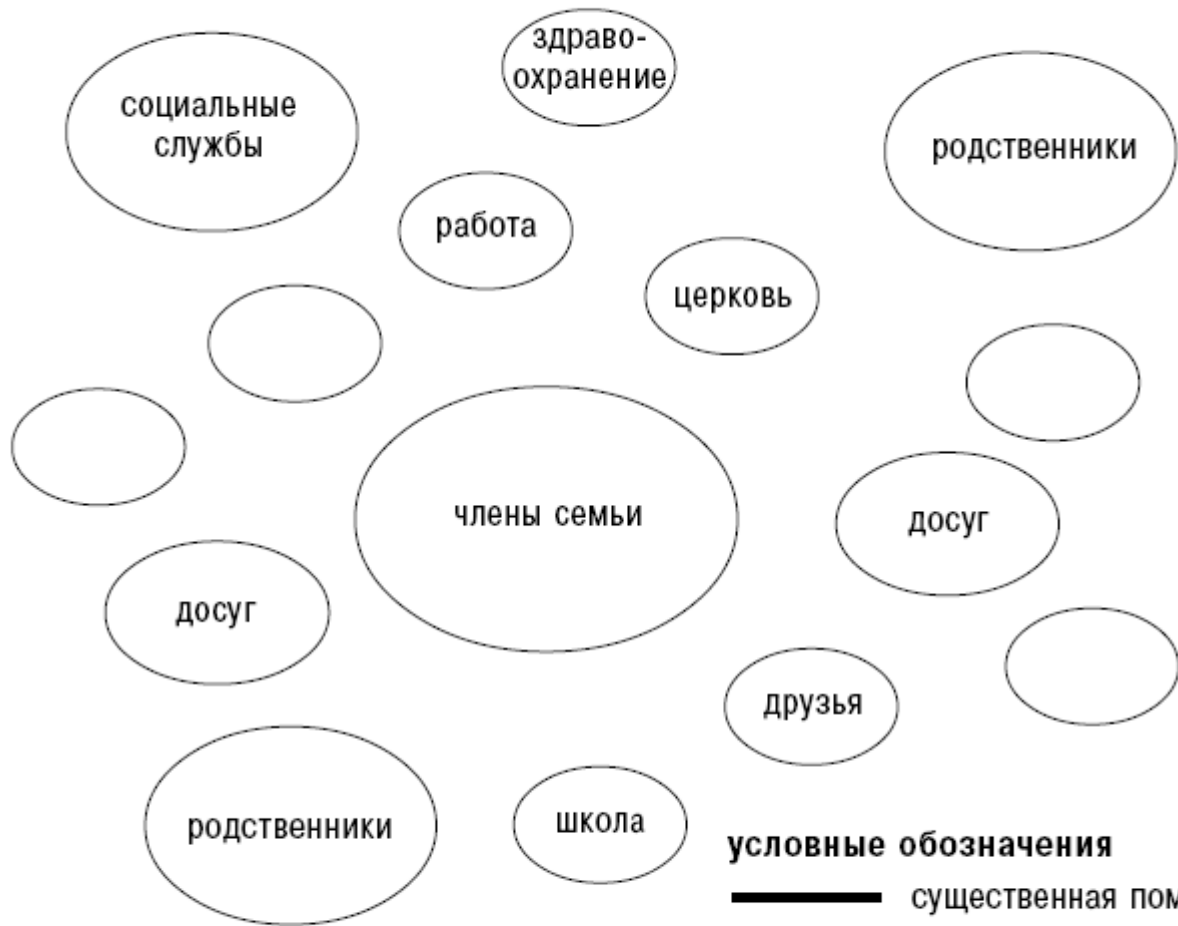 здраво-
охранение
социальные
службы
родственники
работа
церковь
члены семьи
досуг
досуг
друзья
родственники
школа
условные обозначения
существенная пом